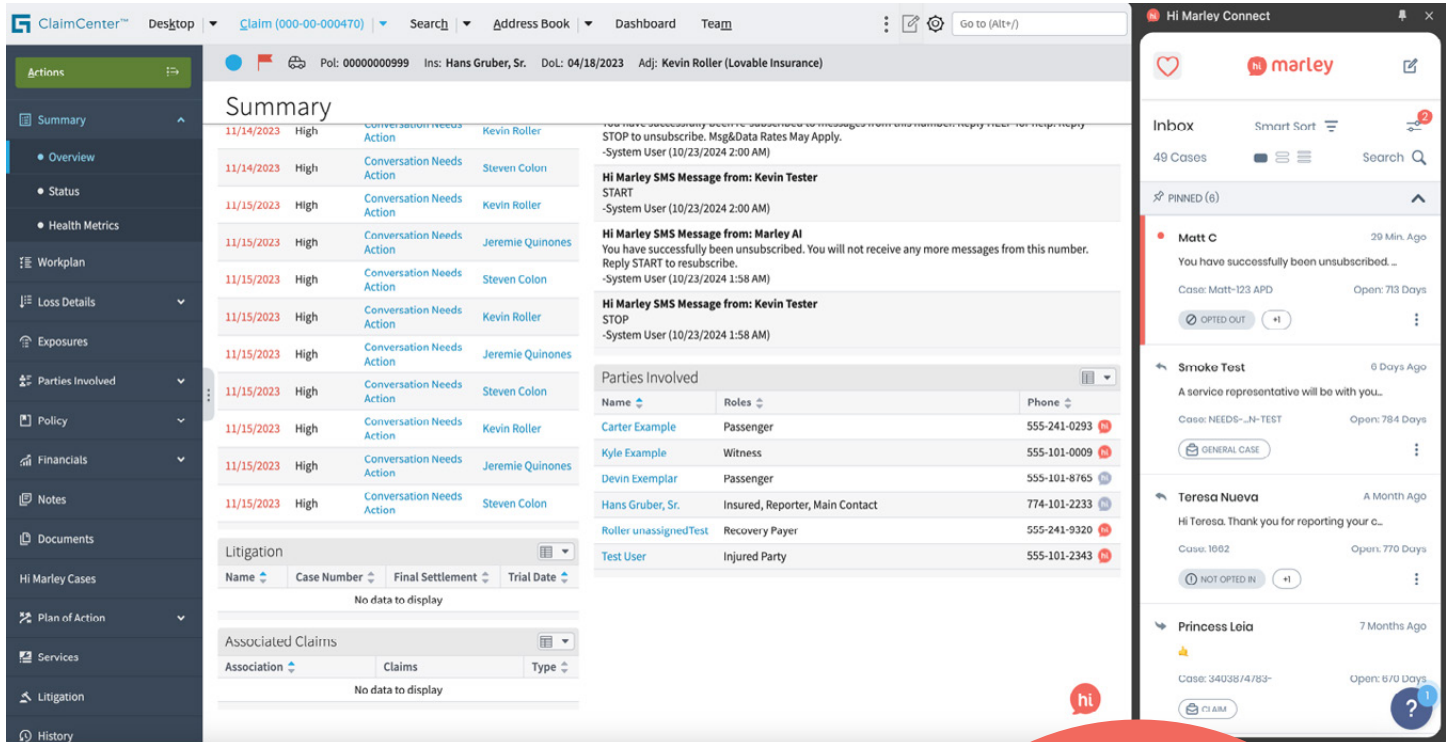 ClaimCenter™ Desktop Claim (000-00-000470) Search Address Book Dashboard Team Go to (Alt+/)
Actions
Summary
Overview
Status
Health Metrics
Workplan
Loss Details
Exposures
Parties Involved
Policy
Financials
Notes
Documents
Hi Marley Cases
Plan of Action
Services
Litigation
History
Pol: 00000000999 Ins: Hans Gruber, Sr. DoL: 04/18/2023 Adj: Kevin Roller (Lovable Insurance)
Summary
11/14/2023 High Conversation Needs Action Kevin Roller
11/14/2023 High Conversation Needs Action Steven Colon
11/15/2023 High Conversation Needs Action Kevin Roller
11/15/2023 High Conversation Needs Action Jeremie Quinones
11/15/2023 High Conversation Needs Action Steven Colon
11/15/2023 High Conversation Needs Action Kevin Roller
11/15/2023 High Conversation Needs Action Jeremie Quinones
11/15/2023 High Conversation Needs Action Steven Colon
11/15/2023 High Conversation Needs Action Kevin Roller
11/15/2023 High Conversation Needs Action Jeremie Quinones
11/15/2023 High Conversation Needs Action Steven Colon
Litigation
Name Case Number Final Settlement Trial Date
No data to display
Associated Claims
Association Claims Type
No data to display
STOP to unsubscribe. Msg&Data Rates May Apply.
-System User (10/23/2024 2:00 AM)
Hi Marley SMS Message from: Kevin Tester
START
-System User (10/23/2024 2:00 AM)
Hi Marley SMS Message from: Marley AI
You have successfully been unsubscribed. You will not receive any more messages from this number.
Reply START to resubscribe.
-System User (10/23/2024 1:58 AM)
Hi Marley SMS Message from: Kevin Tester
STOP
-System User (10/23/2024 1:58 AM)
Parties Involved
Name Roles Phone
Carter Example Passenger 555-241-0293 hi
Kyle Example Witness 555-101-0009 hi
Devin Exemplar Passenger 555-101-8765 hi
Hans Gruber, Sr. Insured, Reporter, Main Contact 774-101-2233 hi
Roller unassignedTest Recovery Payer 555-241-9320 hi
Test User Injured Party 555-101-2343 hi
hi
hi Hi Marley Connect
hi marley
Inbox Smart Sort 2
49 Cases Search
PINNED (6)
Matt C 29 Min. Ago
You have successfully been unsubscribed. ...
Case: Matt-123 APD Open: 713 Days
OPTED OUT +1
Smoke Test 6 Days Ago
A service representative will be with you...
Case: NEEDS-...N-TEST Open: 784 Days
GENERAL CASE
Teresa Nueva A Month Ago
Hi Teresa. Thank you for reporting your c...
Case: 1662 Open: 770 Days
NOT OPTED IN +1
Princess Leia 7 Months Ago
Case: 3403874783- Open: 670 Days
CLAIM
? 1